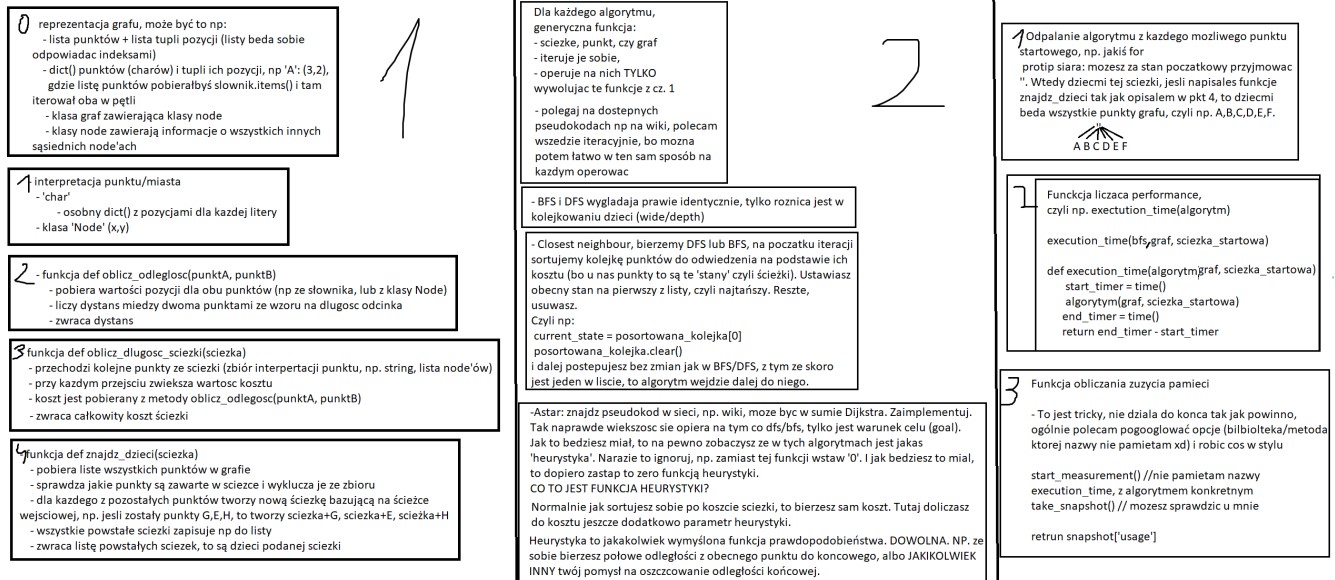 1
0 reprezentacja grafu, może być to np:
- lista punktów + lista tupli pozycji (listy beda sobie
odpowiadac indeksami)
- dict() punktów (charów) i tupli ich pozycji, np 'A': (3,2),
gdzie listę punktów pobierałbyś slownik.items() i tam
iterował oba w pętli
- klasa graf zawierająca klasy node
- klasy node zawierają informacje o wszystkich innych
sąsiednich node'ach
1 - interpretacja punktu/miasta
- 'char'
- osobny dict() z pozycjami dla kazdej litery
- klasa 'Node' (x,y)
2 - funkcja def oblicz_odleglosc(punktA, punktB)
- pobiera wartości pozycji dla obu punktów (np ze słownika, lub z klasy Node)
- liczy dystans miedzy dwoma punktami ze wzoru na dlugosc odcinka
- zwraca dystans
3 funkcja def oblicz_dlugosc_sciezki(sciezka)
- przechodzi kolejne punkty ze sciezki (zbiór interpertacji punktu, np. string, lista node'ów)
- przy kazdym przejsciu zwieksza wartosc kosztu
- koszt jest pobierany z metody oblicz_odlegosc(punktA, punktB)
- zwraca całkowity koszt ścieżki
4 funkcja def znajdz_dzieci(sciezka)
- pobiera liste wszystkich punktów w grafie
- sprawdza jakie punkty są zawarte w sciezce i wyklucza je ze zbioru
- dla każdego z pozostałych punktów tworzy nową ścieżkę bazującą na ścieżce
wejsciowej, np. jesli zostały punkty G,E,H, to tworzy sciezka+G, sciezka+E, scieżka+H
- wszystkie powstałe sciezki zapisuje np do listy
- zwraca listę powstałych sciezek, to są dzieci podanej sciezki
2
Dla każdego algorytmu,
generyczna funkcja:
- sciezke, punkt, czy graf
- iteruje je sobie,
- operuje na nich TYLKO
wywolujac te funkcje z cz. 1
- polegaj na dostepnych
pseudokodach np na wiki, polecam
wszedzie iteracyjnie, bo mozna
potem łatwo w ten sam sposób na
kazdym operowac
- BFS i DFS wygladaja prawie identycznie, tylko roznica jest w
kolejkowaniu dzieci (wide/depth)
- Closest neighbour, bierzemy DFS lub BFS, na poczatku iteracji
sortujemy kolejkę punktów do odwiedzenia na podstawie ich
kosztu (bo u nas punkty to są te 'stany' czyli ścieżki). Ustawiasz
obecny stan na pierwszy z listy, czyli najtańszy. Reszte,
usuwasz.
Czyli np:
current_state = posortowana_kolejka[0]
posortowana_kolejka.clear()
i dalej postepujesz bez zmian jak w BFS/DFS, z tym ze skoro
jest jeden w liscie, to algorytm wejdzie dalej do niego.
-Astar: znajdz pseudokod w sieci, np. wiki, moze byc w sumie Dijkstra. Zaimplementuj.
Tak naprawde wiekszosc sie opiera na tym co dfs/bfs, tylko jest warunek celu (goal).
Jak to bedziesz miał, to na pewno zobaczysz ze w tych algorytmach jest jakas
'heurystyka'. Narazie to ignoruj, np. zamiast tej funkcji wstaw '0'. I jak bedziesz to mial,
to dopiero zastap to zero funkcją heurystyki.
CO TO JEST FUNKCJA HEURYSTYKI?
Normalnie jak sortujesz sobie po koszcie sciezki, to bierzesz sam koszt. Tutaj doliczasz
do kosztu jeszcze dodatkowo parametr heurystyki.
Heurystyka to jakakolwiek wymyślona funkcja prawdopodobieństwa. DOWOLNA. NP. ze
sobie bierzesz połowe odległości z obecnego punktu do koncowego, albo JAKIKOLWIEK
INNY twój pomysł na oszczcowanie odległości końcowej.
1 Odpalanie algorytmu z kazdego mozliwego punktu
startowego, np. jakiś for
protip siara: mozesz za stan poczatkowy przyjmowac
''. Wtedy dziecmi tej sciezki, jesli napisales funkcje
znajdz_dzieci tak jak opisalem w pkt 4, to dziecmi
beda wszystkie punkty grafu, czyli np. A,B,C,D,E,F.
''
A B C D E F
2 Funckcja liczaca performance,
czyli np. exectution_time(algorytm)
execution_time(bfs,graf, sciezka_startowa)
def execution_time(algorytm,graf, sciezka_startowa)
start_timer = time()
algorytym(graf, sciezka_startowa)
end_timer = time()
return end_timer - start_timer
3 Funkcja obliczania zuzycia pamieci
- To jest tricky, nie dziala do konca tak jak powinno,
ogólnie polecam pogooglować opcje (bilbiolteka/metoda
ktorej nazwy nie pamietam xd) i robic cos w stylu
start_measurement() //nie pamietam nazwy
execution_time, z algorytmem konkretnym
take_snapshot() // mozesz sprawdzic u mnie
retrun snapshot['usage']